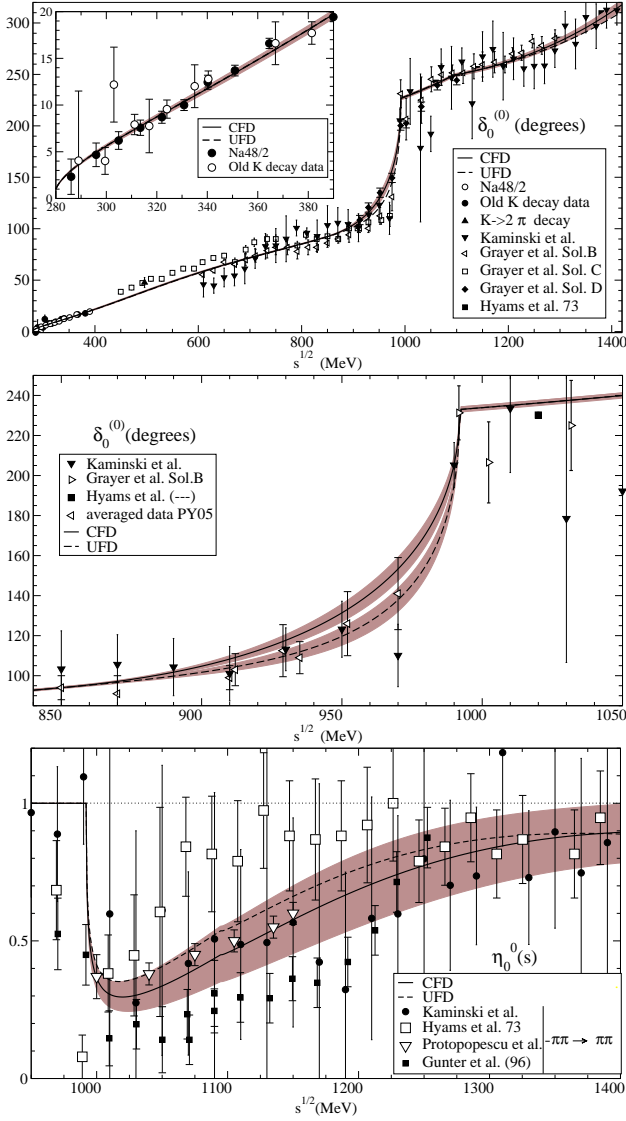 20
15
10
5
0
280
300
320
340
360
380
CFD
UFD
Na48/2
Old K decay data
300
250
200
150
100
50
0
δ₀⁽⁰⁾ (degrees)
CFD
UFD
Na48/2
Old K decay data
K->2 π decay
Kaminski et al.
Grayer et al. Sol.B
Grayer et al. Sol. C
Grayer et al. Sol. D
Hyams et al. 73
400
600
800
1000
1200
1400
s^1/2 (MeV)
240
220
200
180
160
140
120
100
δ₀⁽⁰⁾ (degrees)
Kaminski et al.
Grayer et al. Sol.B
Hyams et al. (---)
averaged data PY05
CFD
UFD
850
900
950
1000
1050
s^1/2 (MeV)
1
0.5
0
η₀⁰(s)
CFD
UFD
Kaminski et al.
Hyams et al. 73
Protopopescu et al.
Gunter et al. (96)
-ππ → ππ
1000
1100
1200
1300
1400
s^1/2(MeV)